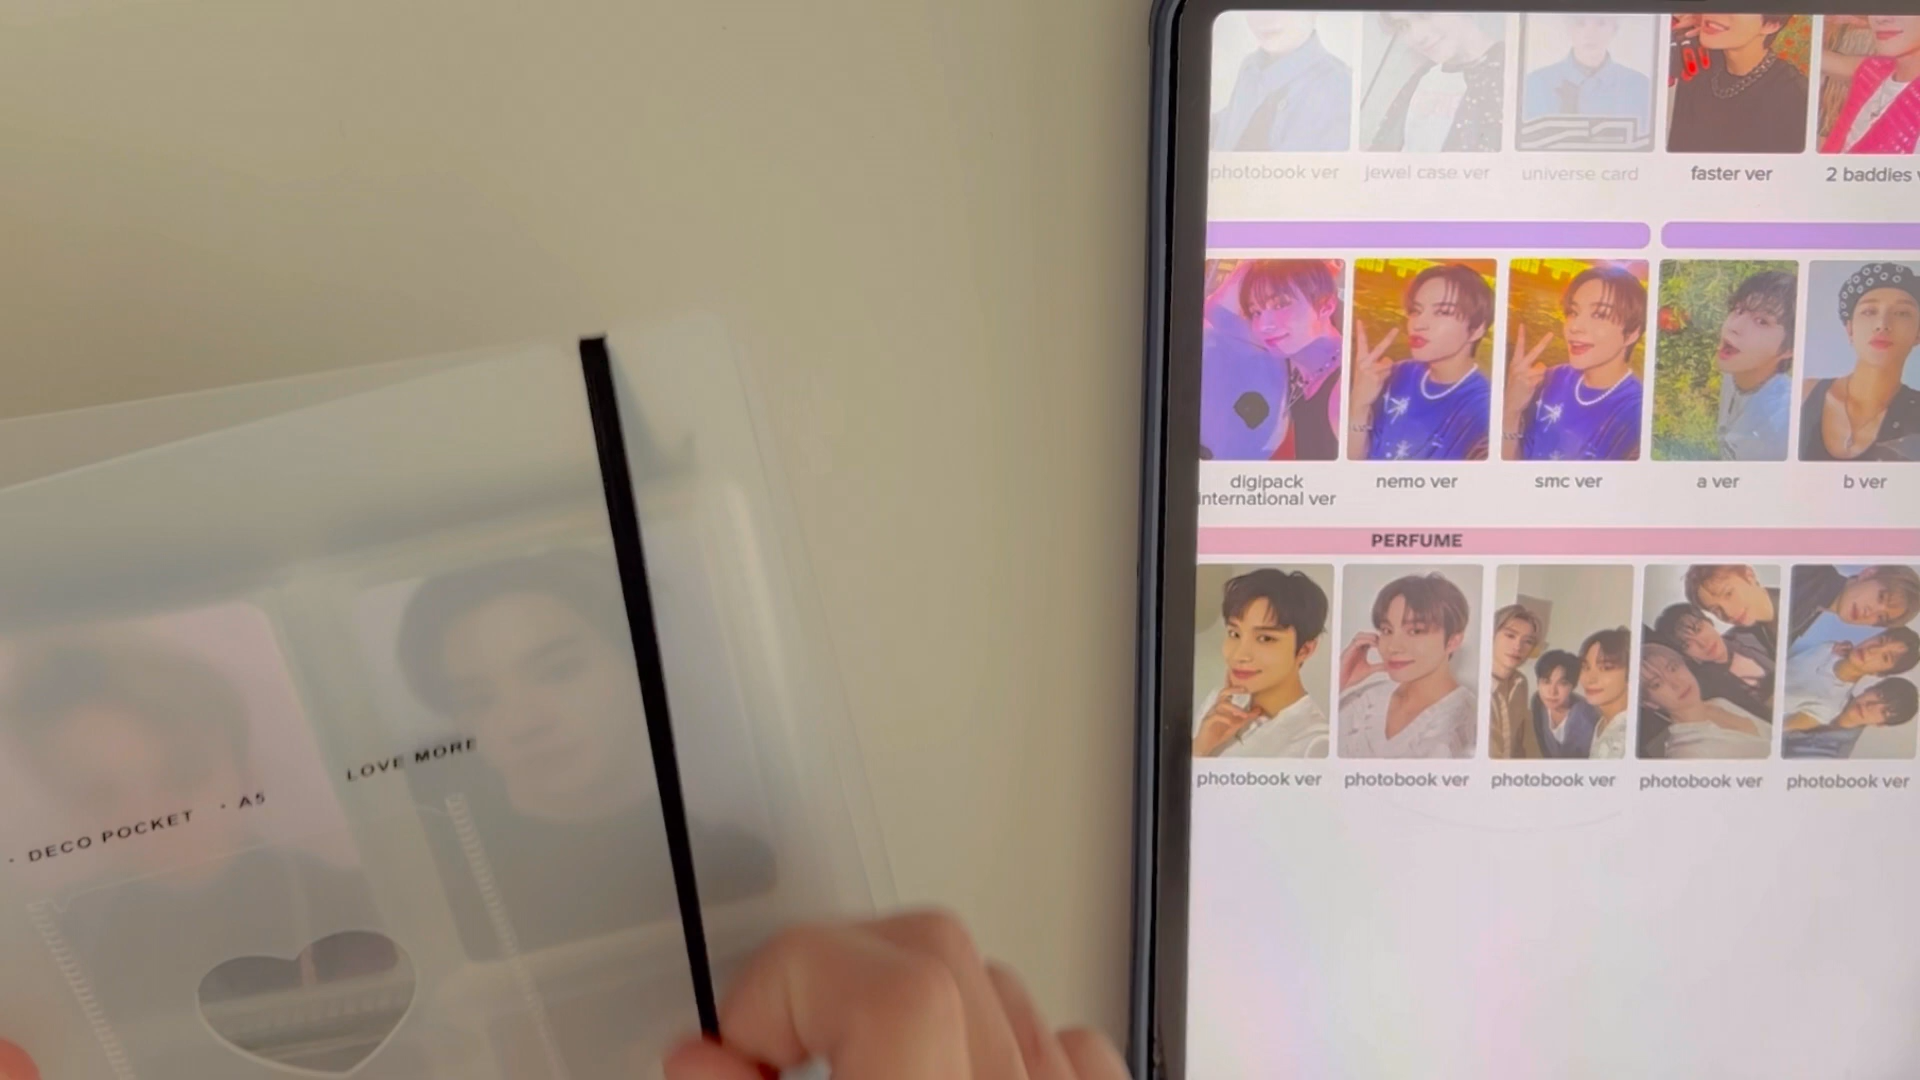 photobook ver
jewel case ver
universe card
faster ver
2 baddies
digipack
international ver
nemo ver
smc ver
a ver
b ver
PERFUME
photobook ver
photobook ver
photobook ver
photobook ver
photobook ver
LOVE MORE
· DECO POCKET · A5